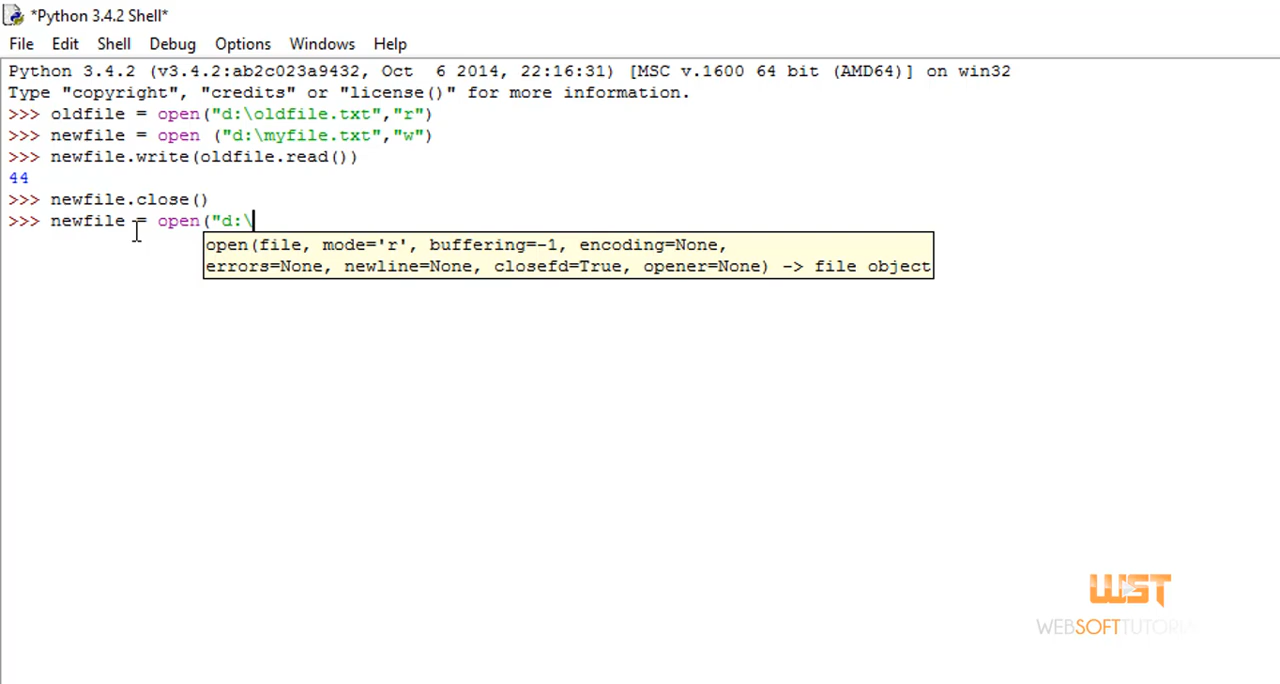 *Python 3.4.2 Shell*
File Edit Shell Debug Options Windows Help
Python 3.4.2 (v3.4.2:ab2c023a9432, Oct  6 2014, 22:16:31) [MSC v.1600 64 bit (AMD64)] on win32
Type "copyright", "credits" or "license()" for more information.
>>> oldfile = open("d:\oldfile.txt","r")
>>> newfile = open ("d:\myfile.txt","w")
>>> newfile.write(oldfile.read())
44
>>> newfile.close()
>>> newfile = open("d:\
open(file, mode='r', buffering=-1, encoding=None,
errors=None, newline=None, closefd=True, opener=None) -> file object
WST
WEBSOFTTUTORIA